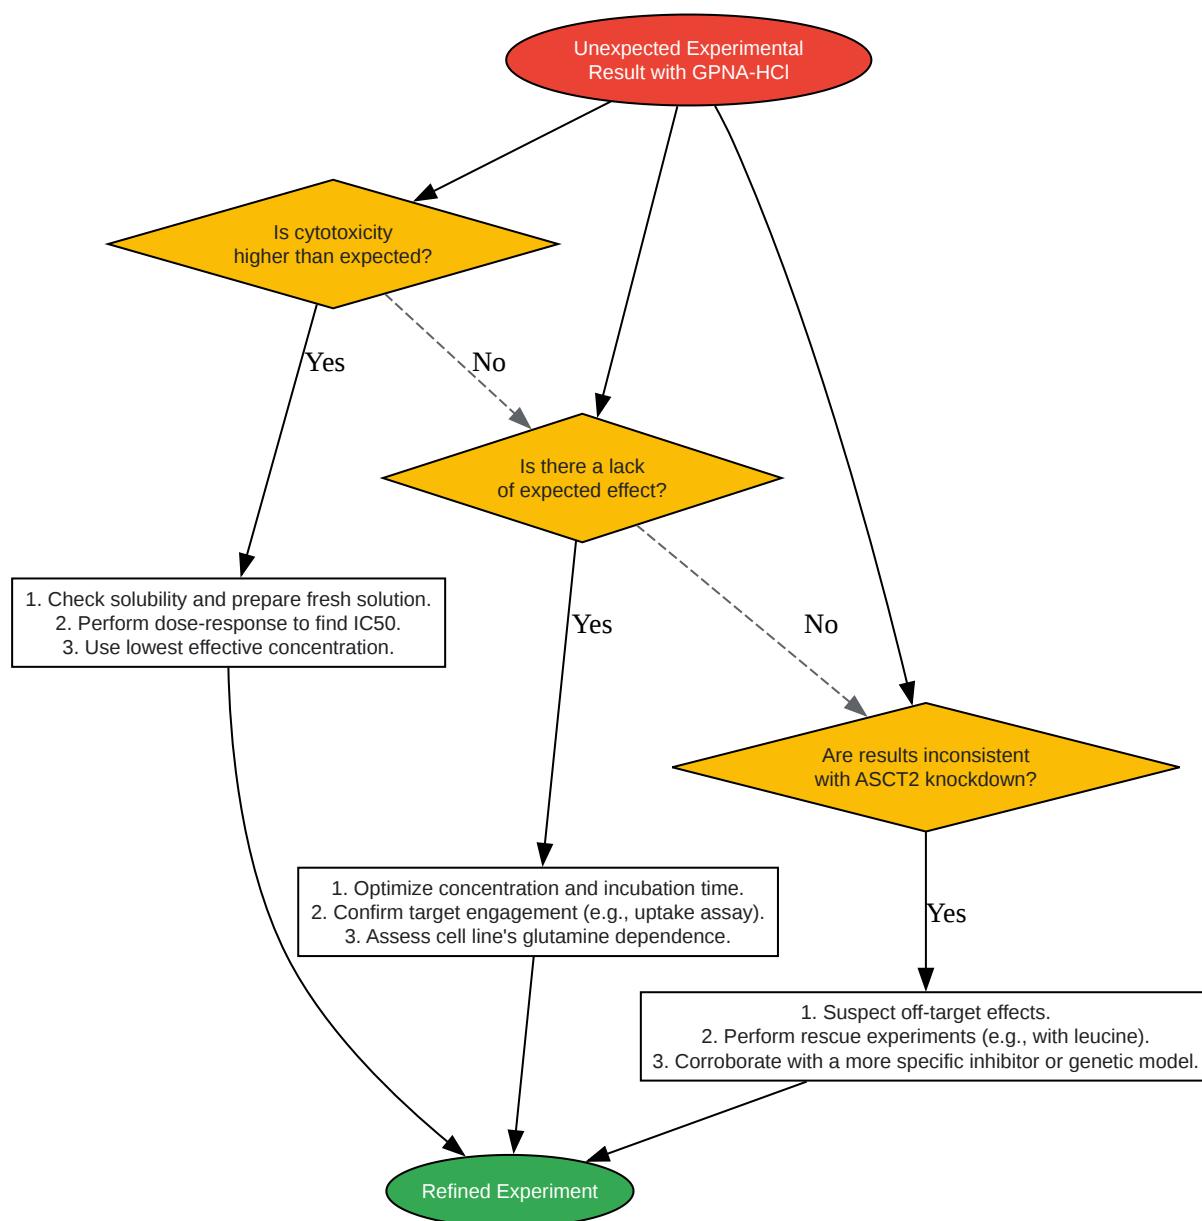 Unexpected Experimental
Result with GPNA-HCl
Is cytotoxicity
higher than expected?
Yes
No
Is there a lack
of expected effect?
1. Check solubility and prepare fresh solution.
2. Perform dose-response to find IC50.
3. Use lowest effective concentration.
Yes
No
Are results inconsistent
with ASCT2 knockdown?
1. Optimize concentration and incubation time.
2. Confirm target engagement (e.g., uptake assay).
3. Assess cell line's glutamine dependence.
Yes
1. Suspect off-target effects.
2. Perform rescue experiments (e.g., with leucine).
3. Corroborate with a more specific inhibitor or genetic model.
Refined Experiment